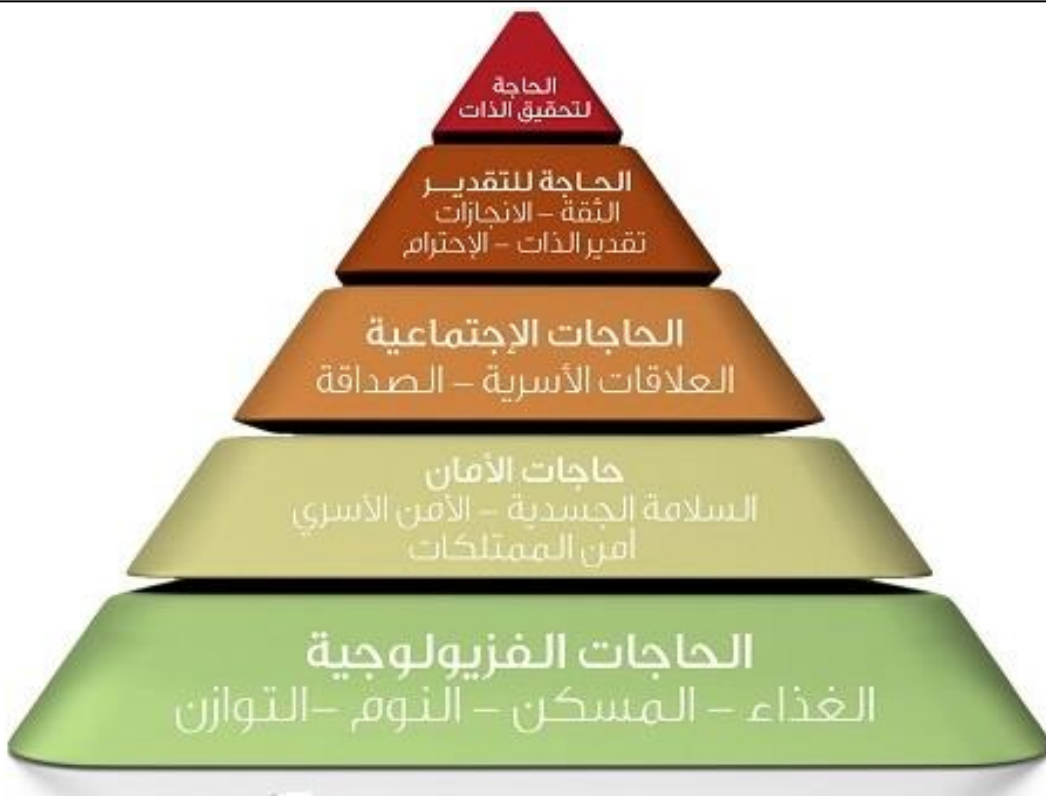 الحاجة
لتحقيق الذات
الحاجة للتقديـــر
الثقة – الانجازات
تقدير الذات – الإحترام
الحاجات الإجتماعية
العلاقات الأسرية – الصداقة
حاجات الأمان
السلامة الجسدية – الأمن الأسري
أمن الممتلكات
الحاجات الفزيولوجية
الغذاء – المسكن – النوم –التوازن